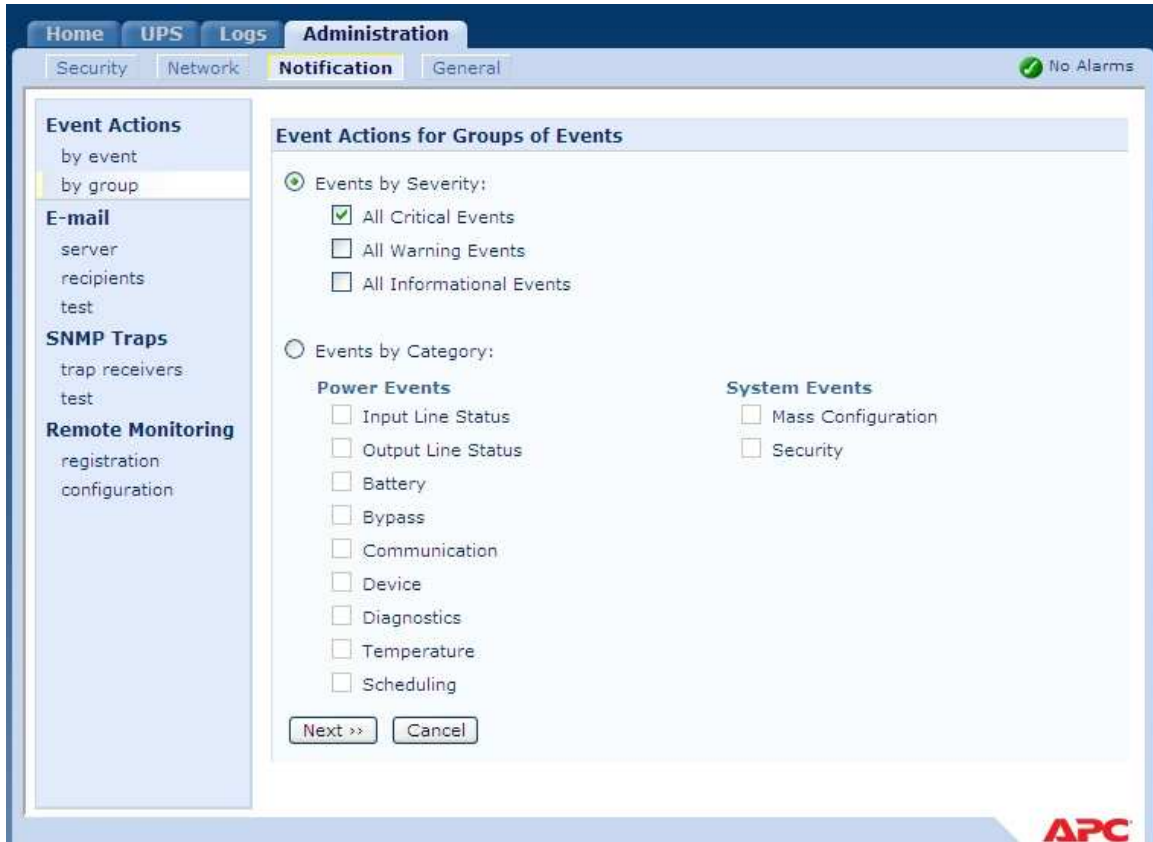 Home UPS Logs Administration
Security Network Notification General No Alarms
Event Actions
by event
by group
E-mail
server
recipients
test
SNMP Traps
trap receivers
test
Remote Monitoring
registration
configuration
Event Actions for Groups of Events
Events by Severity:
All Critical Events
All Warning Events
All Informational Events
Events by Category:
Power Events
Input Line Status
Output Line Status
Battery
Bypass
Communication
Device
Diagnostics
Temperature
Scheduling
System Events
Mass Configuration
Security
Next >> Cancel
APC